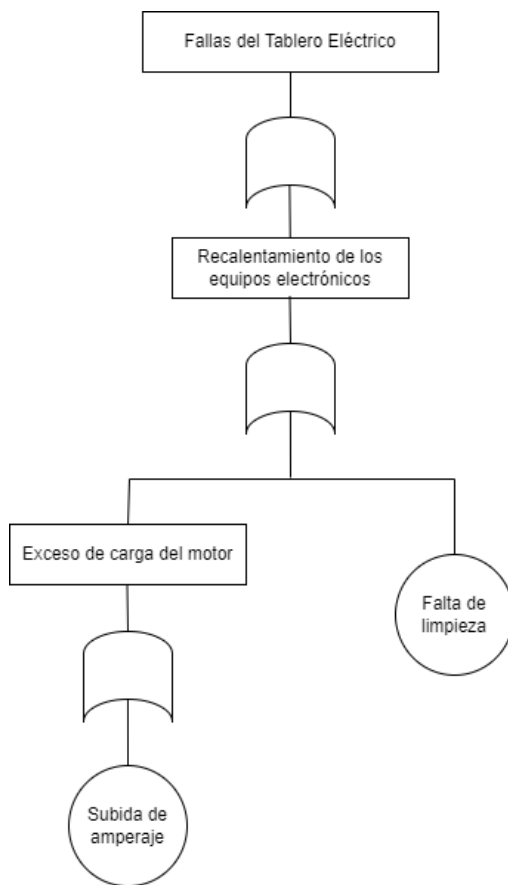 Fallas del Tablero Eléctrico
Recalentamiento de los
equipos electrónicos
Exceso de carga del motor
Falta de
limpieza
Subida de
amperaje